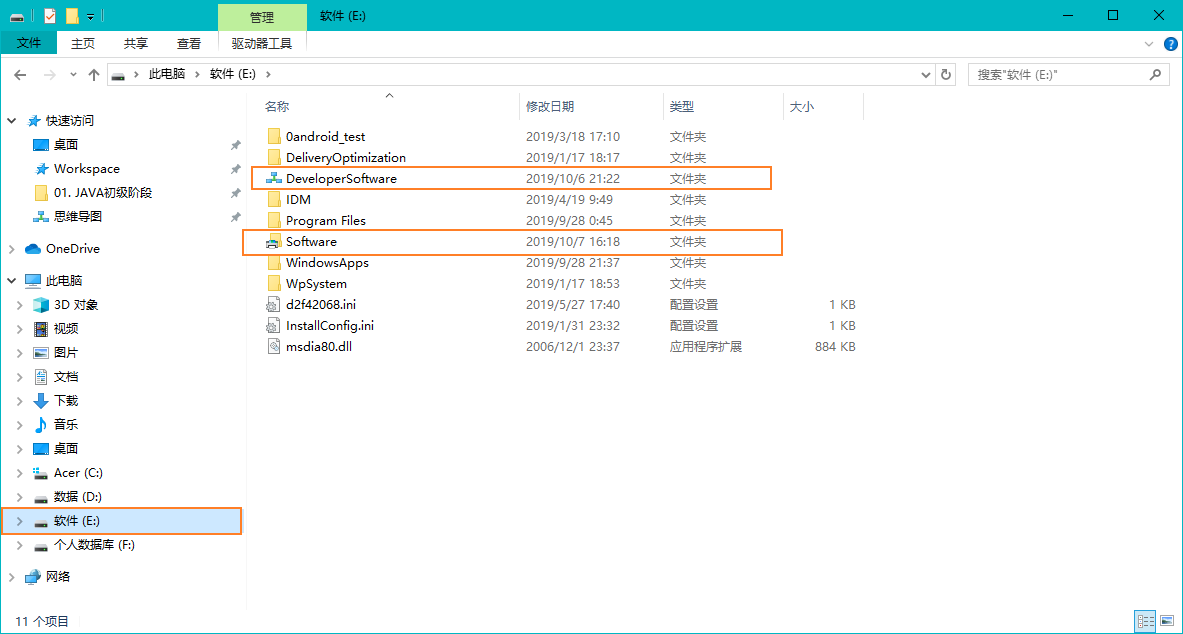 管理
软件 (E:)
文件
主页
共享
查看
驱动器工具
此电脑
软件 (E:)
搜索"软件 (E:)"
名称 修改日期 类型 大小
快速访问
桌面
Workspace
01. JAVA初级阶段
思维导图
OneDrive
此电脑
3D 对象
视频
图片
文档
下载
音乐
桌面
Acer (C:)
数据 (D:)
软件 (E:)
个人数据库 (F:)
网络
0android_test 2019/3/18 17:10 文件夹
DeliveryOptimization 2019/1/17 18:17 文件夹
DeveloperSoftware 2019/10/6 21:22 文件夹
IDM 2019/4/19 9:49 文件夹
Program Files 2019/9/28 0:45 文件夹
Software 2019/10/7 16:18 文件夹
WindowsApps 2019/9/28 21:37 文件夹
WpSystem 2019/1/17 18:53 文件夹
d2f42068.ini 2019/5/27 17:40 配置设置 1 KB
InstallConfig.ini 2019/1/31 23:32 配置设置 1 KB
msdia80.dll 2006/12/1 23:37 应用程序扩展 884 KB
11 个项目